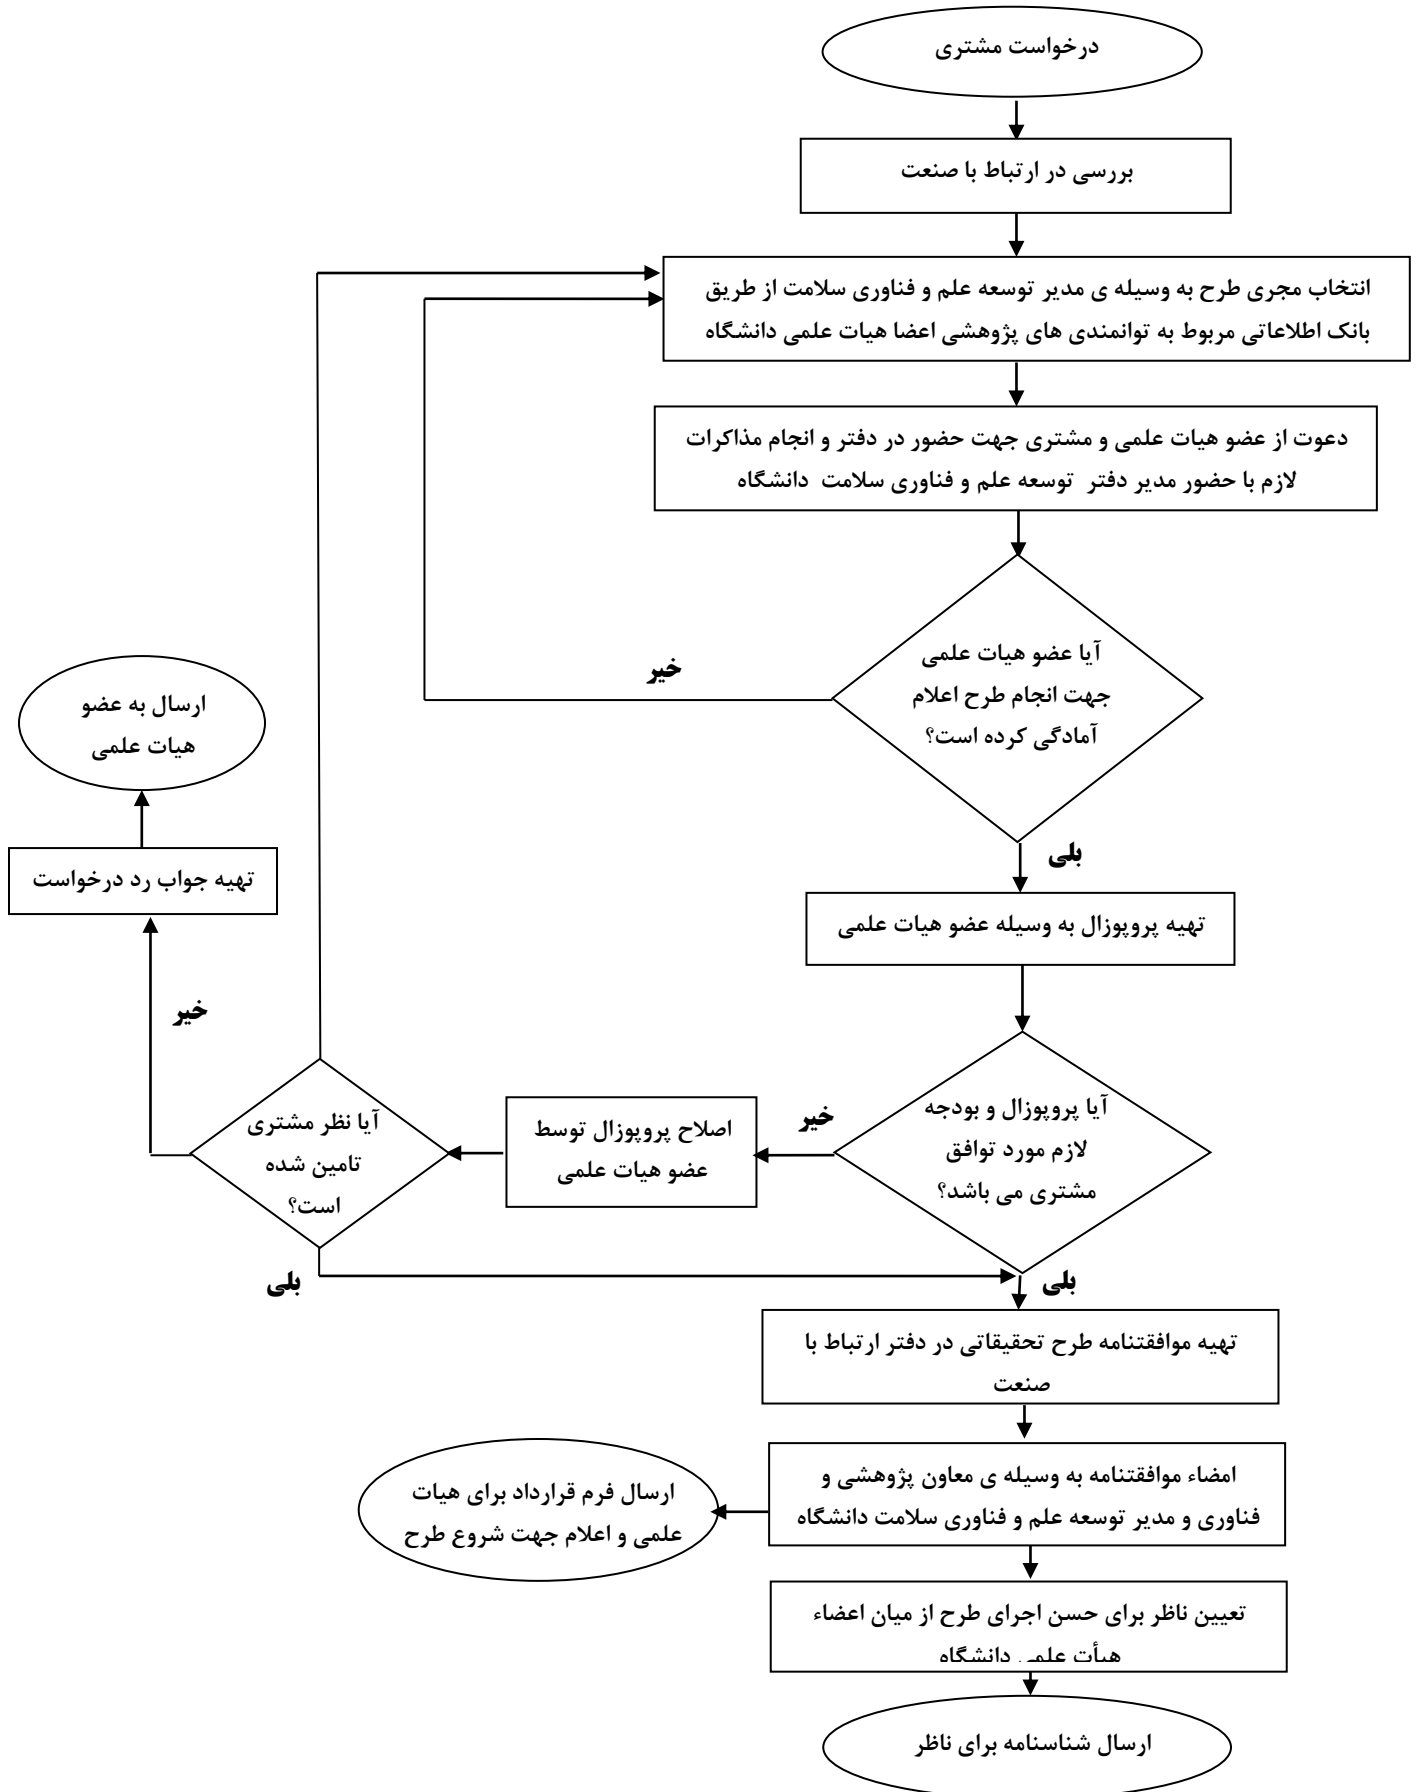 درخواست مشتری
بررسی در ارتباط با صنعت
انتخاب مجری طرح به وسیله ی مدیر توسعه علم و فناوری سلامت از طریق
بانک اطلاعاتی مربوط به توانمندی های پژوهشی اعضا هیات علمی دانشگاه
دعوت از عضو هیات علمی و مشتری جهت حضور در دفتر و انجام مذاکرات
لازم با حضور مدیر دفتر توسعه علم و فناوری سلامت دانشگاه
آیا عضو هیات علمی
جهت انجام طرح اعلام
آمادگی کرده است؟
خیر
بلی
تهیه پروپوزال به وسیله عضو هیات علمی
آیا پروپوزال و بودجه
لازم مورد توافق
مشتری می باشد؟
خیر
اصلاح پروپوزال توسط
عضو هیات علمی
آیا نظر مشتری
تامین شده
است؟
خیر
تهیه جواب رد درخواست
ارسال به عضو
هیات علمی
بلی
بلی
تهیه موافقتنامه طرح تحقیقاتی در دفتر ارتباط با
صنعت
امضاء موافقتنامه به وسیله ی معاون پژوهشی و
فناوری و مدیر توسعه علم و فناوری سلامت دانشگاه
ارسال فرم قرارداد برای هیات
علمی و اعلام جهت شروع طرح
تعیین ناظر برای حسن اجرای طرح از میان اعضاء
هیأت علمی دانشگاه
ارسال شناسنامه برای ناظر